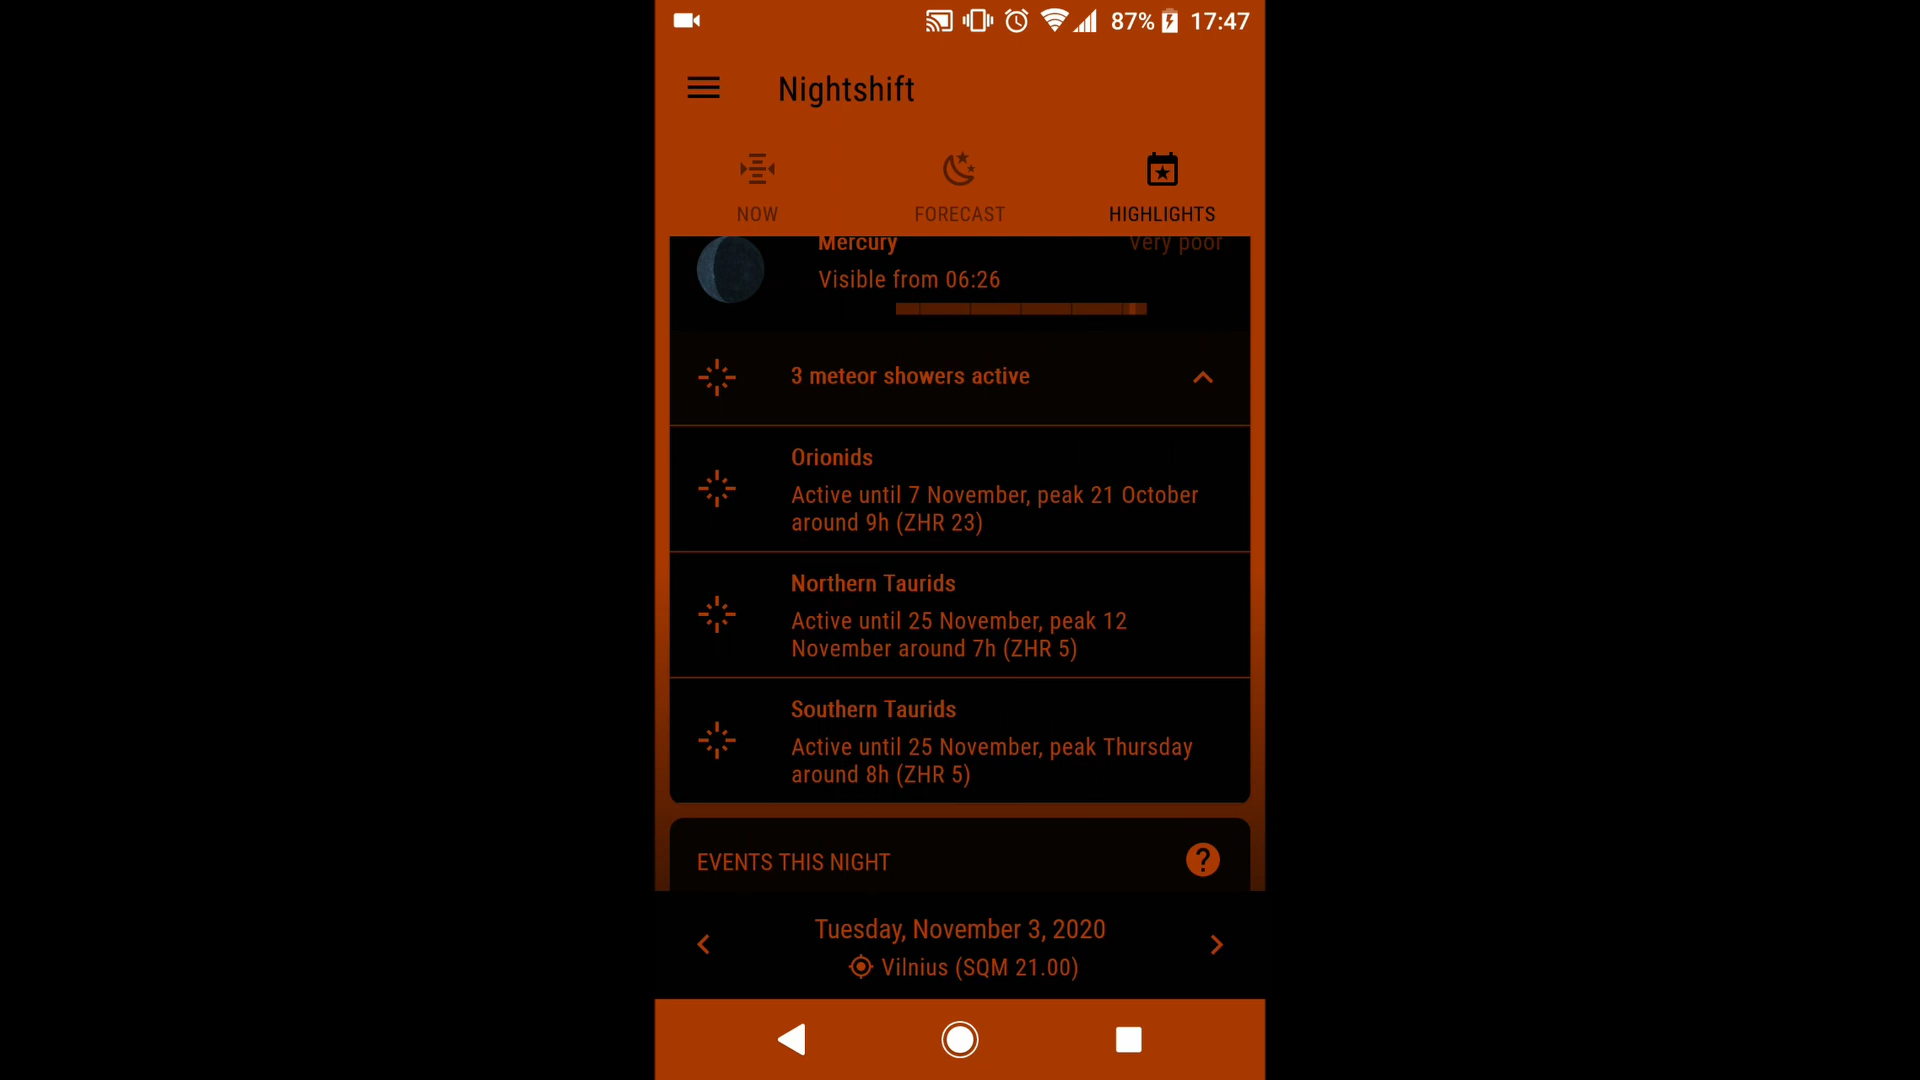 87% 17:47
Nightshift
NOW
FORECAST
HIGHLIGHTS
Mercury
Very poor
Visible from 06:26
3 meteor showers active
Orionids
Active until 7 November, peak 21 October
around 9h (ZHR 23)
Northern Taurids
Active until 25 November, peak 12
November around 7h (ZHR 5)
Southern Taurids
Active until 25 November, peak Thursday
around 8h (ZHR 5)
EVENTS THIS NIGHT
?
Tuesday, November 3, 2020
Vilnius (SQM 21.00)